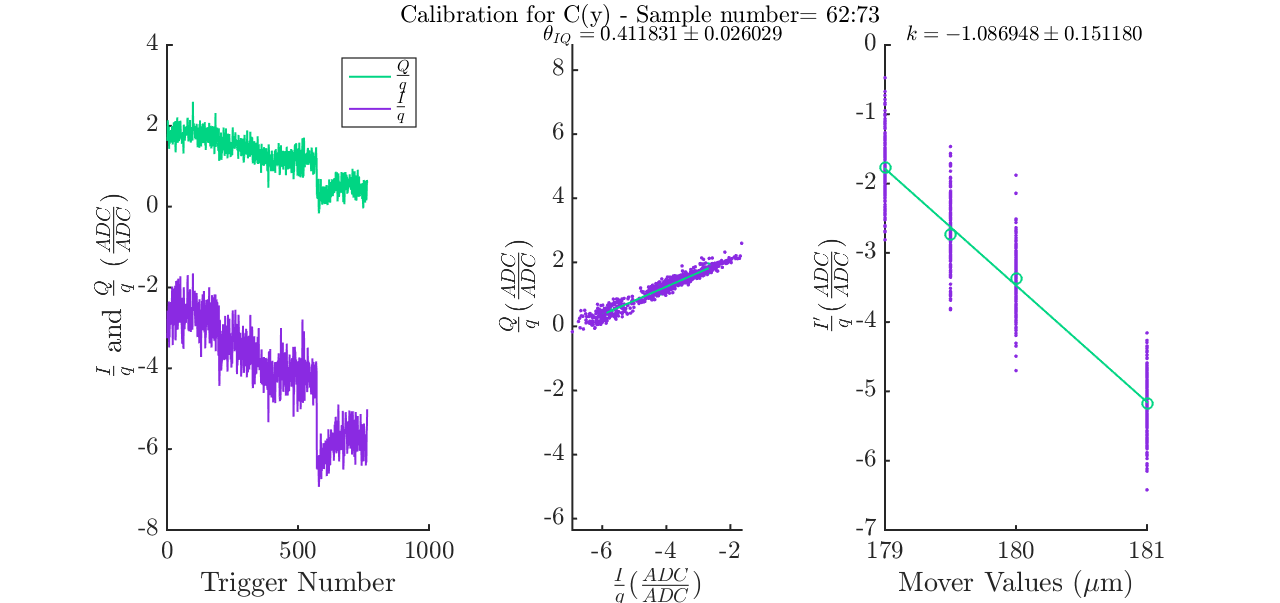 Calibration for C(y) - Sample number= 62:73
θ_{IQ} = 0.411831 ± 0.026029
k = −1.086948 ± 0.151180
4
2
0
-2
-4
-6
-8
0
500
1000
Trigger Number
I/q and Q/q (ADC/ADC)
Q/q
I/q
8
6
4
2
0
-2
-4
-6
-6
-4
-2
I/q (ADC/ADC)
Q/q (ADC/ADC)
0
-1
-2
-3
-4
-5
-6
-7
179
180
181
Mover Values (μm)
I'/q (ADC/ADC)